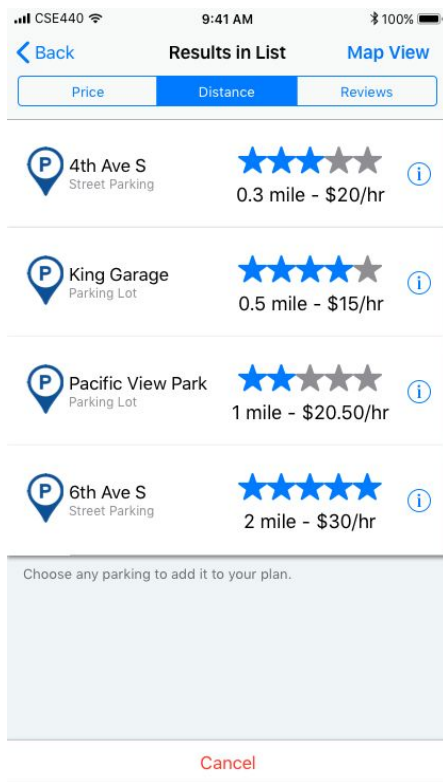 CSE440 9:41 AM 100%
Back Results in List Map View
Price Distance Reviews
P 4th Ave S
Street Parking
0.3 mile - $20/hr
i
P King Garage
Parking Lot
0.5 mile - $15/hr
i
P Pacific View Park
Parking Lot
1 mile - $20.50/hr
i
P 6th Ave S
Street Parking
2 mile - $30/hr
i
Choose any parking to add it to your plan.
Cancel